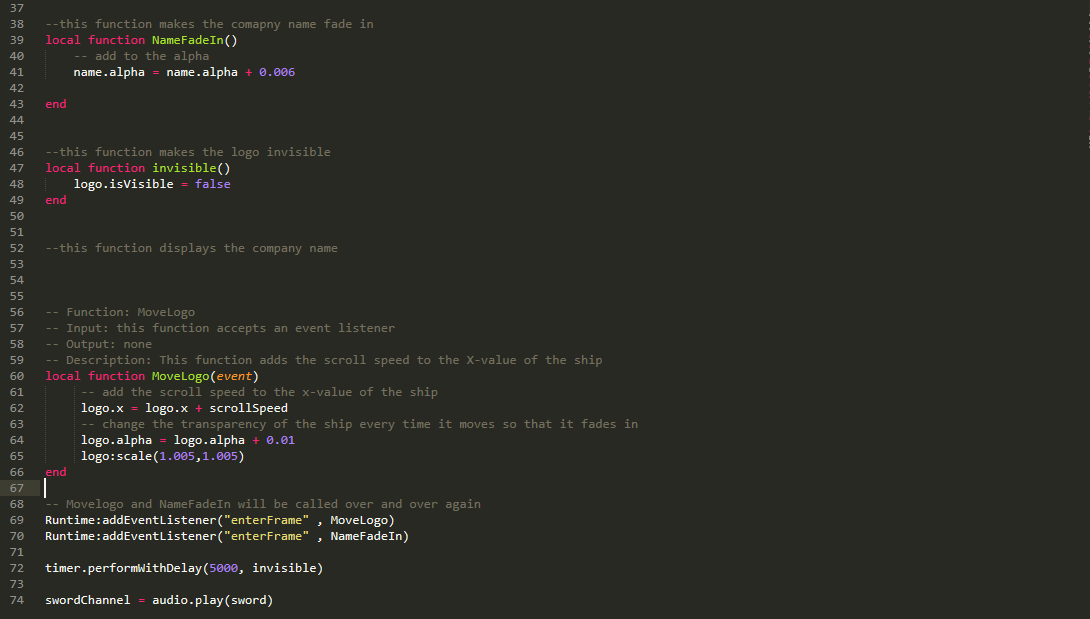 37
38 --this function makes the comapny name fade in
39 local function NameFadeIn()
40 -- add to the alpha
41 name.alpha = name.alpha + 0.006
42
43 end
44
45
46 --this function makes the logo invisible
47 local function invisible()
48 logo.isVisible = false
49 end
50
51
52 --this function displays the company name
53
54
55
56 -- Function: MoveLogo
57 -- Input: this function accepts an event listener
58 -- Output: none
59 -- Description: This function adds the scroll speed to the X-value of the ship
60 local function MoveLogo(event)
61 -- add the scroll speed to the x-value of the ship
62 logo.x = logo.x + scrollSpeed
63 -- change the transparency of the ship every time it moves so that it fades in
64 logo.alpha = logo.alpha + 0.01
65 logo:scale(1.005,1.005)
66 end
67
68 -- Movelogo and NameFadeIn will be called over and over again
69 Runtime:addEventListener("enterFrame" , MoveLogo)
70 Runtime:addEventListener("enterFrame" , NameFadeIn)
71
72 timer.performWithDelay(5000, invisible)
73
74 swordChannel = audio.play(sword)